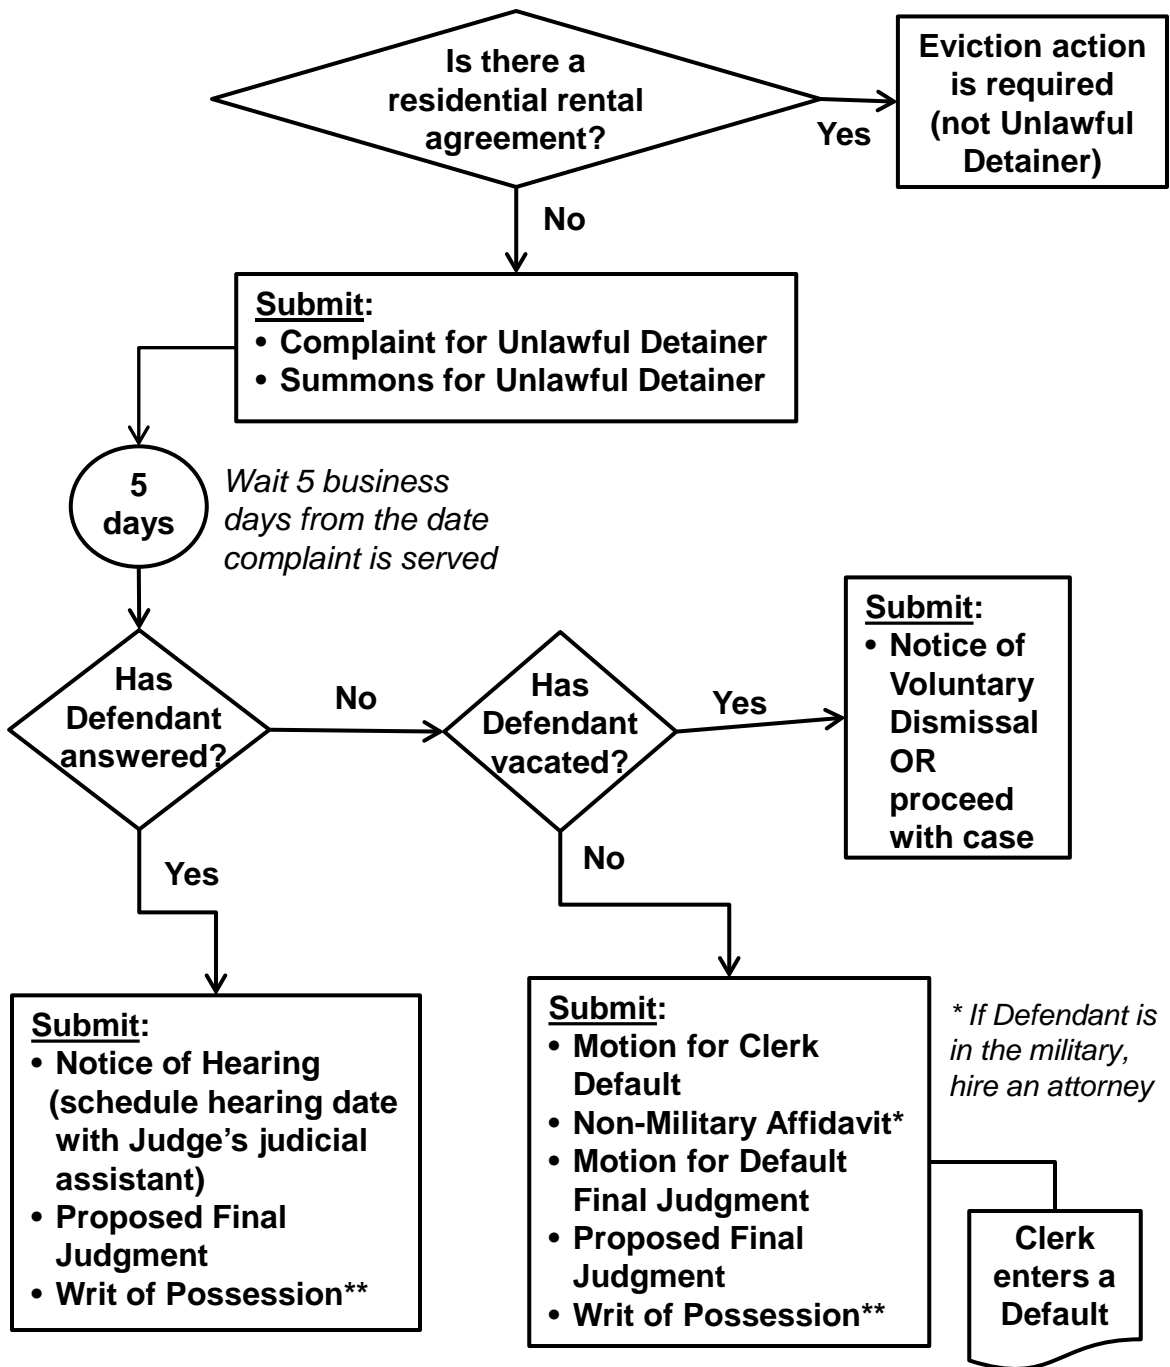 Is there a
residential rental
agreement?
Yes
Eviction action
is required
(not Unlawful
Detainer)
No
Submit:
• Complaint for Unlawful Detainer
• Summons for Unlawful Detainer
5
days
Wait 5 business
days from the date
complaint is served
Has
Defendant
answered?
No
Has
Defendant
vacated?
Yes
Submit:
• Notice of
Voluntary
Dismissal
OR
proceed
with case
Yes
No
Submit:
• Notice of Hearing
(schedule hearing date
with Judge's judicial
assistant)
• Proposed Final
Judgment
• Writ of Possession**
Submit:
• Motion for Clerk
Default
• Non-Military Affidavit*
• Motion for Default
Final Judgment
• Proposed Final
Judgment
• Writ of Possession**
* If Defendant is
in the military,
hire an attorney
Clerk
enters a
Default